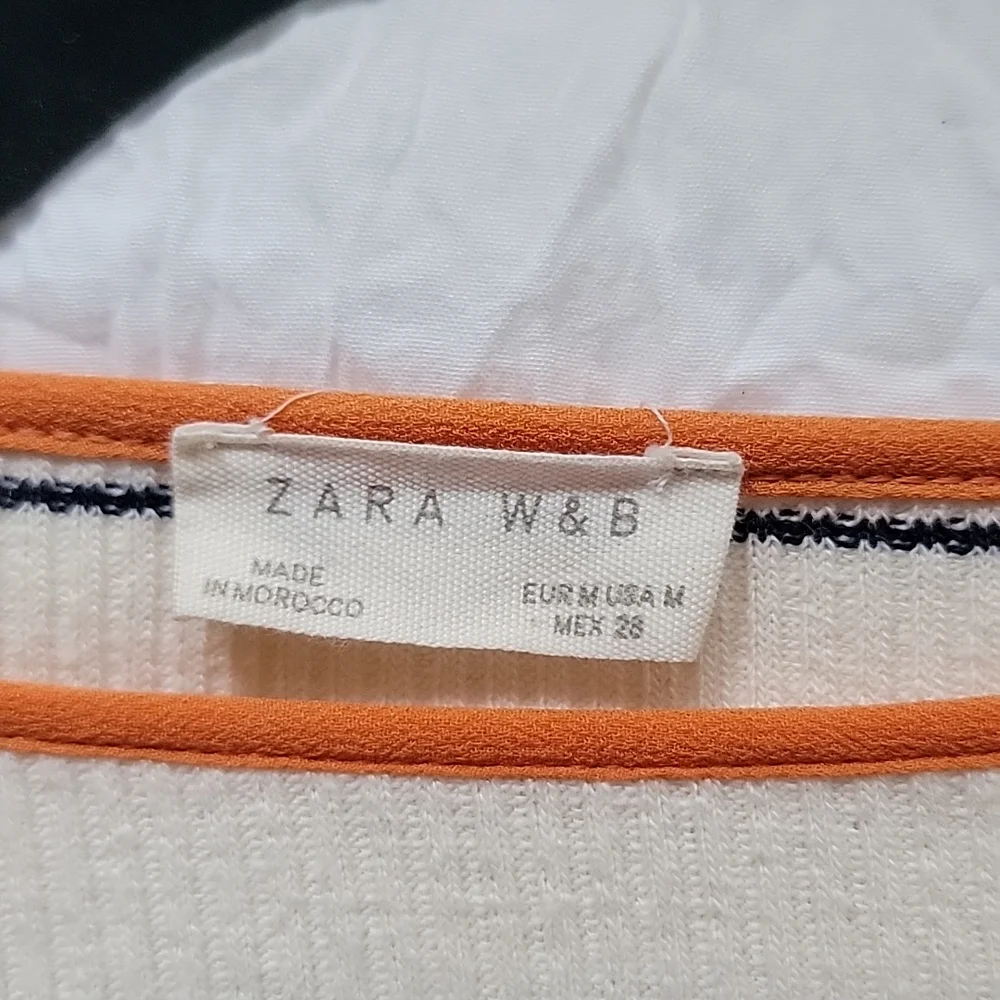 ZARA W&B
MADE
IN MOROCCO
EUR M USA M
MEX 28